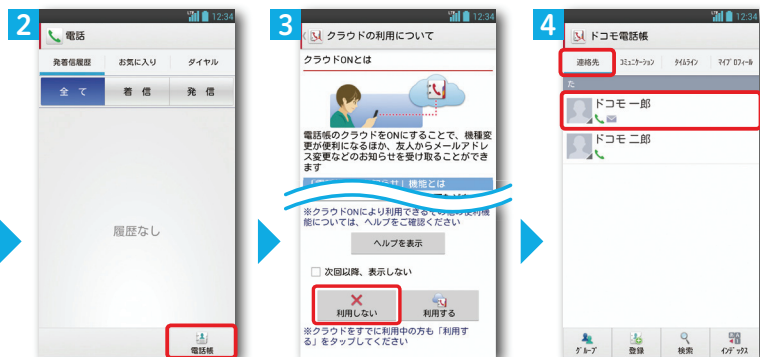 2
12:34
電話
発着信履歴 お気に入り ダイヤル
全 て 着 信 発 信
履歴なし
電話帳
3
12:34
クラウドの利用について
クラウドONとは
電話帳のクラウドをONにすることで、機種変
更が便利になるほか、友人からメールアドレ
ス変更などのお知らせを受け取ることができ
ます
機能とは
※クラウドONにより利用できるその他の便利機
能については、ヘルプをご確認ください
ヘルプを表示
次回以降、表示しない
利用しない 利用する
※クラウドをすでに利用中の方も「利用す
る」をタップしてください
4
12:34
ドコモ電話帳
連絡先 コミュニケーション タイムライン マイプロフィール
た
ドコモ 一郎
ドコモ 二郎
グループ 登録 検索 インデックス